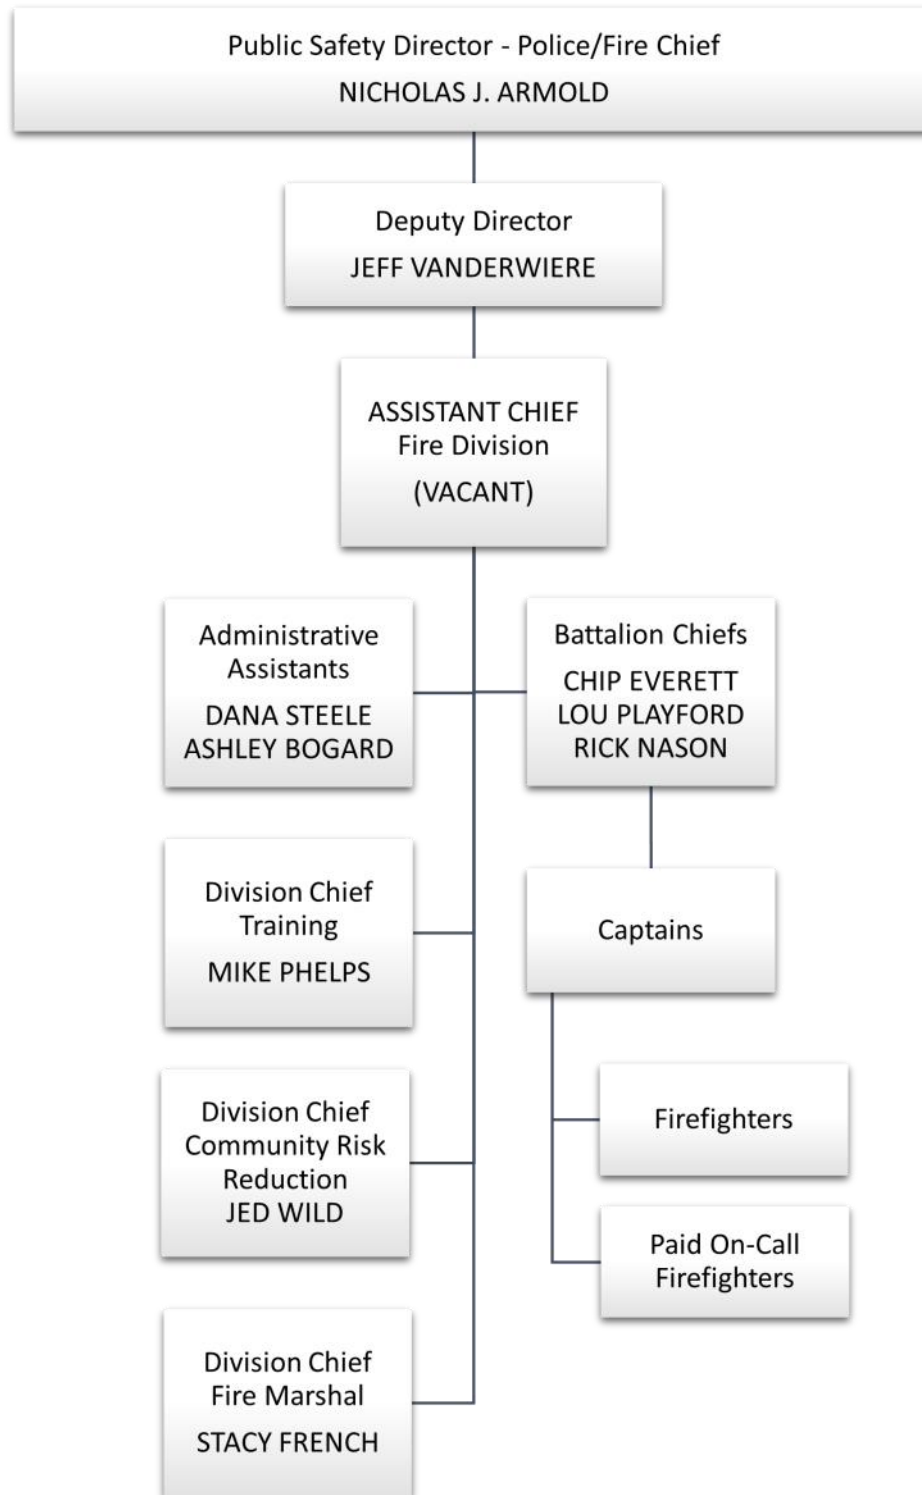 Public Safety Director - Police/Fire Chief
NICHOLAS J. ARMOLD
Deputy Director
JEFF VANDERWIERE
ASSISTANT CHIEF
Fire Division
(VACANT)
Administrative
Assistants
DANA STEELE
ASHLEY BOGARD
Battalion Chiefs
CHIP EVERETT
LOU PLAYFORD
RICK NASON
Division Chief
Training
MIKE PHELPS
Captains
Division Chief
Community Risk
Reduction
JED WILD
Firefighters
Paid On-Call
Firefighters
Division Chief
Fire Marshal
STACY FRENCH